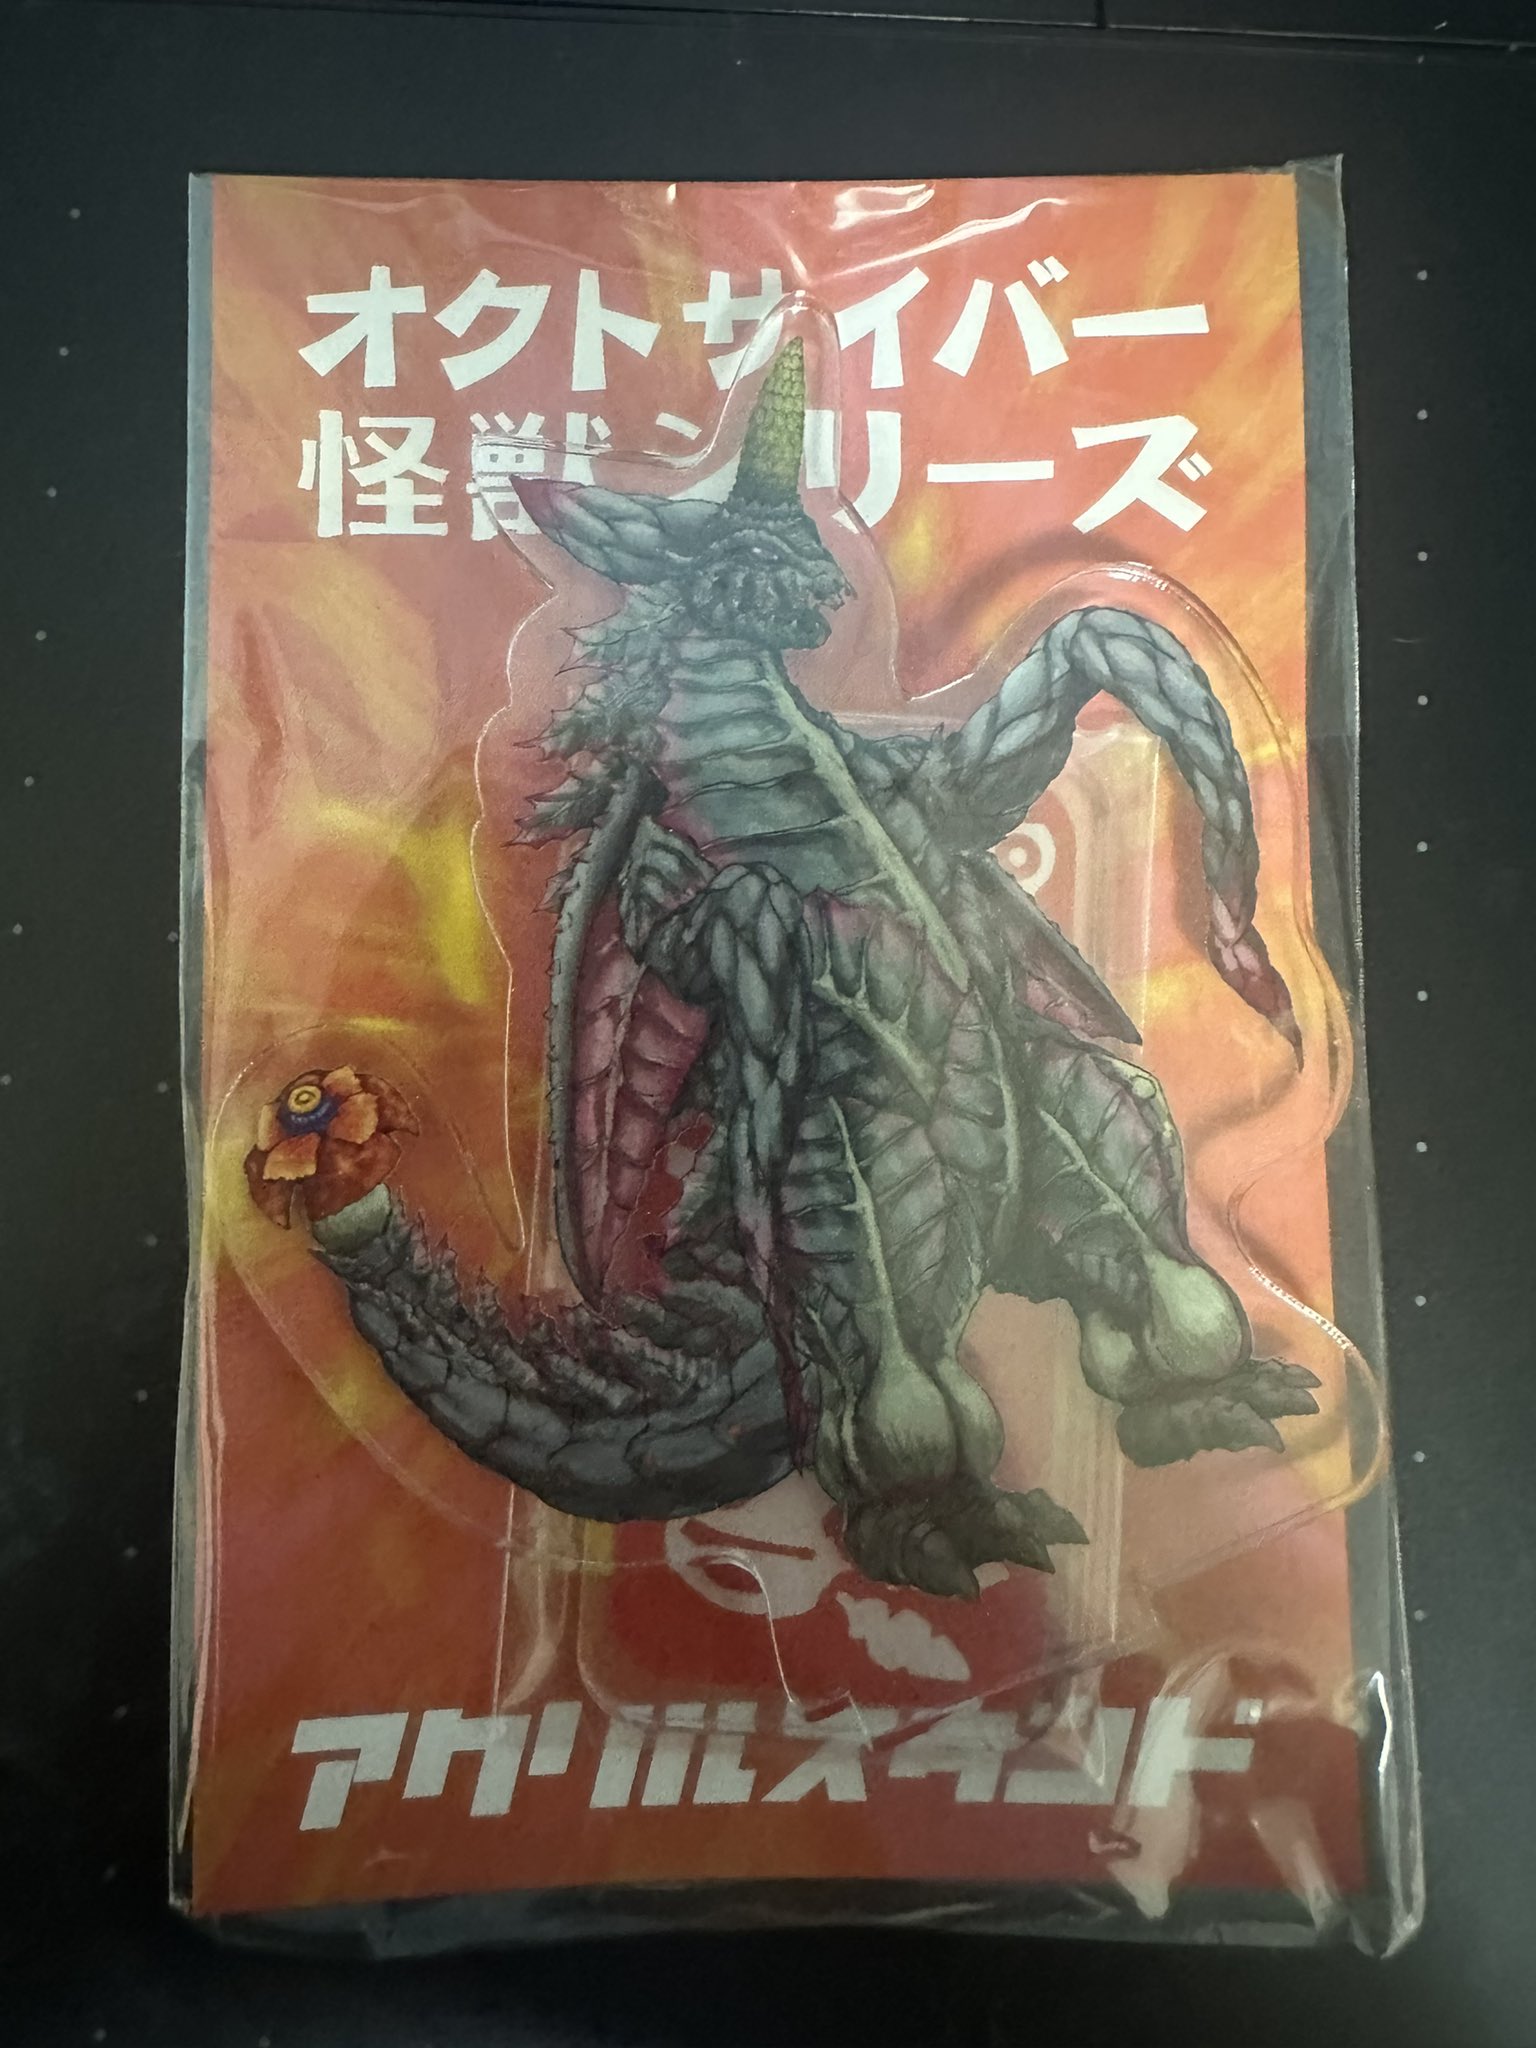 オクトサイバー
怪獣シリーズ
アクリルスタンド